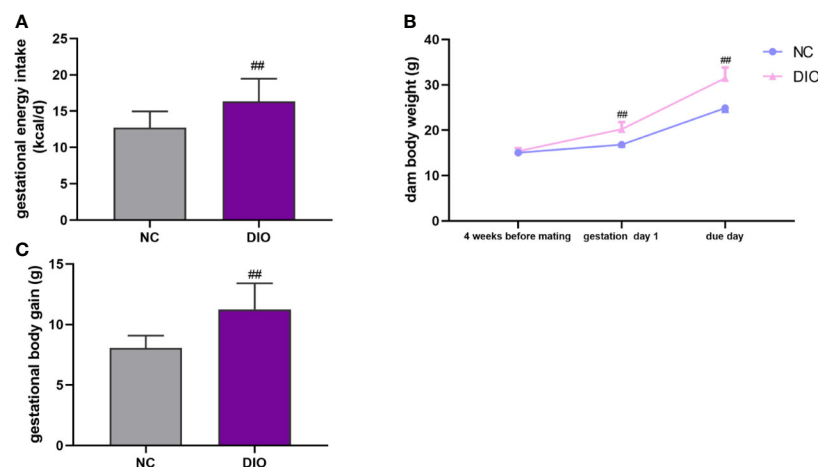 A
gestational energy intake
(kcal/d)
25
20
15
10
5
0
##
NC
DIO
B
dam body weight (g)
40
30
20
10
0
##
##
4 weeks before mating
gestation day 1
due day
NC
DIO
C
gestational body gain (g)
15
10
5
0
##
NC
DIO